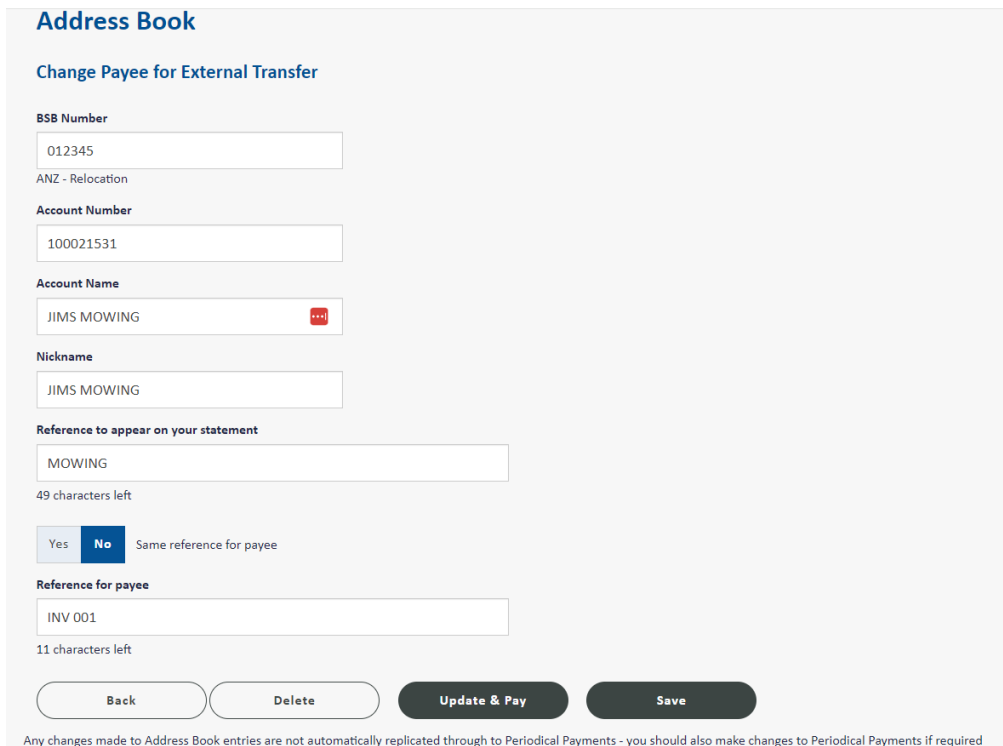 Address Book
Change Payee for External Transfer
BSB Number
012345
ANZ - Relocation
Account Number
100021531
Account Name
JIMS MOWING
Nickname
JIMS MOWING
Reference to appear on your statement
MOWING
49 characters left
Yes No Same reference for payee
Reference for payee
INV 001
11 characters left
Back Delete Update & Pay Save
Any changes made to Address Book entries are not automatically replicated through to Periodical Payments - you should also make changes to Periodical Payments if required